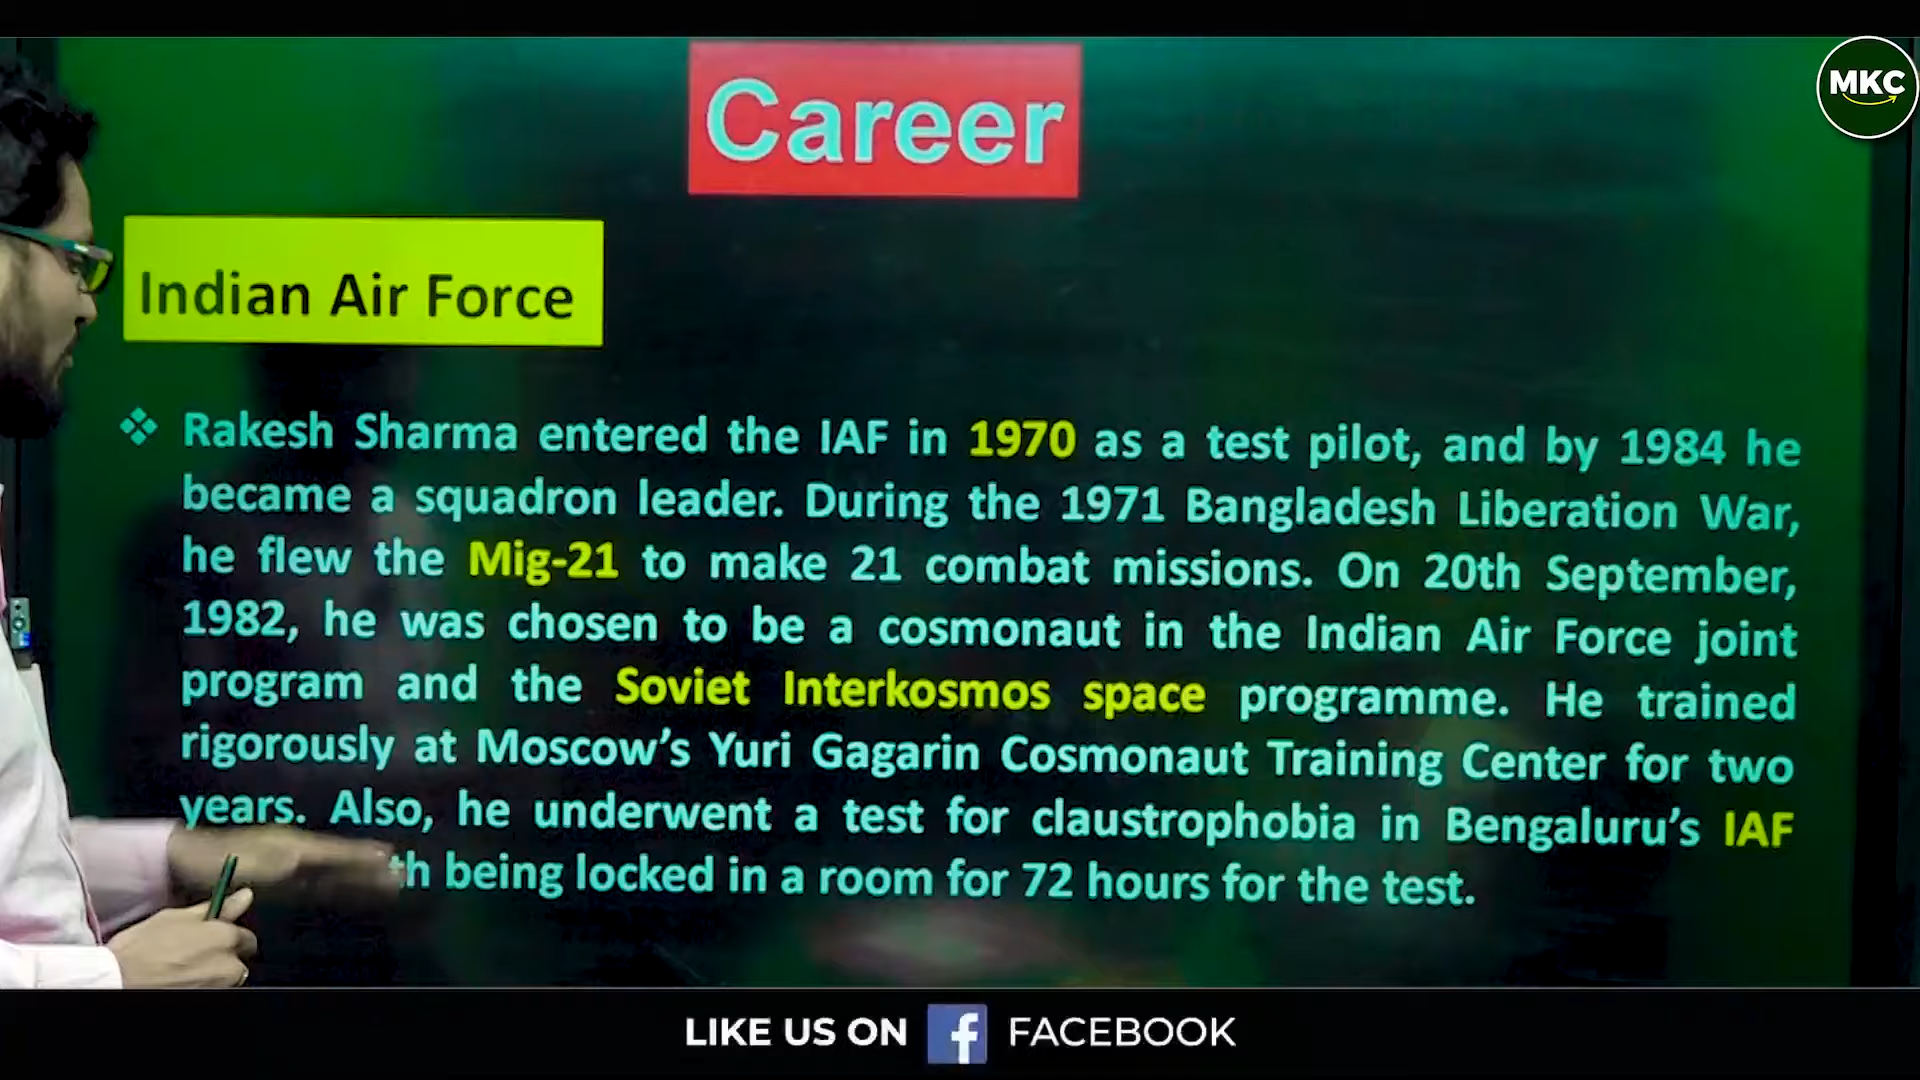 Career
MKC
Indian Air Force
❖ Rakesh Sharma entered the IAF in 1970 as a test pilot, and by 1984 he
became a squadron leader. During the 1971 Bangladesh Liberation War,
he flew the Mig-21 to make 21 combat missions. On 20th September,
1982, he was chosen to be a cosmonaut in the Indian Air Force joint
program and the Soviet Interkosmos space programme. He trained
rigorously at Moscow's Yuri Gagarin Cosmonaut Training Center for two
years. Also, he underwent a test for claustrophobia in Bengaluru's IAF
being locked in a room for 72 hours for the test.
LIKE US ON f FACEBOOK